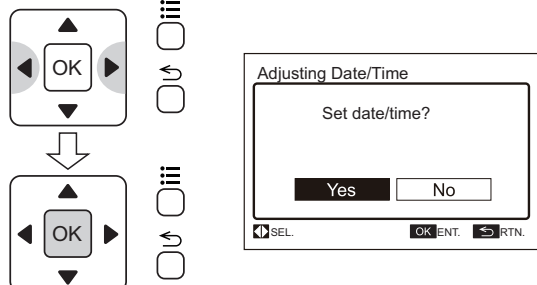 OK
OK
Adjusting Date/Time
Set date/time?
Yes No
SEL. OK ENT. RTN.